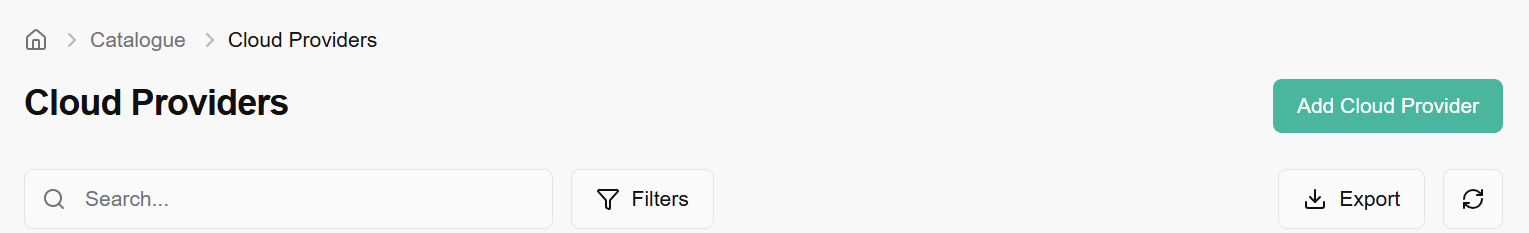 Catalogue Cloud Providers
Cloud Providers
Add Cloud Provider
Search... Filters Export